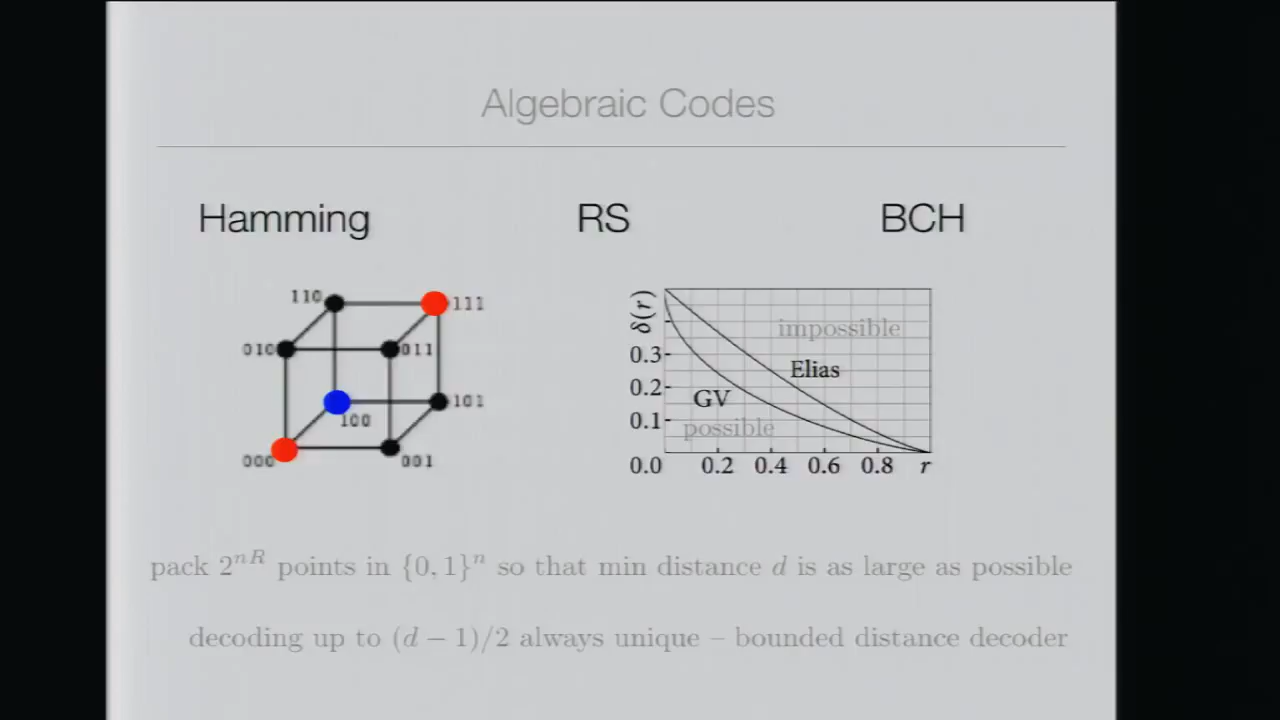 Algebraic Codes
Hamming RS BCH
110 111
010 011
100 101
000 001
δ(r)
impossible
0.3
Elias
0.2
GV
0.1
possible
0.0 0.2 0.4 0.6 0.8 r
pack 2^{nR} points in {0, 1}^n so that min distance d is as large as possible
decoding up to (d − 1)/2 always unique – bounded distance decoder